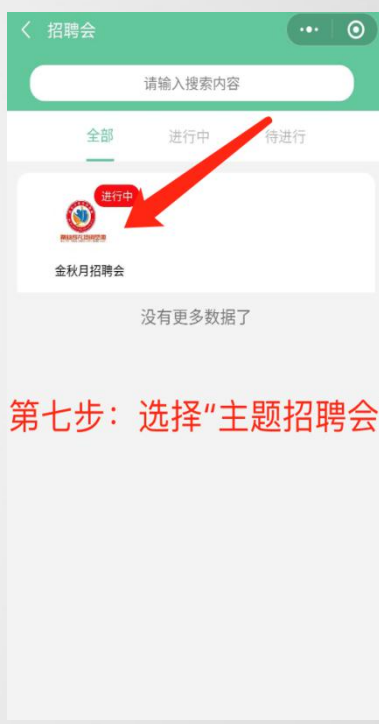 招聘会
请输入搜索内容
全部 进行中 待进行
进行中
金秋月招聘会
没有更多数据了
第七步：选择“主题招聘会